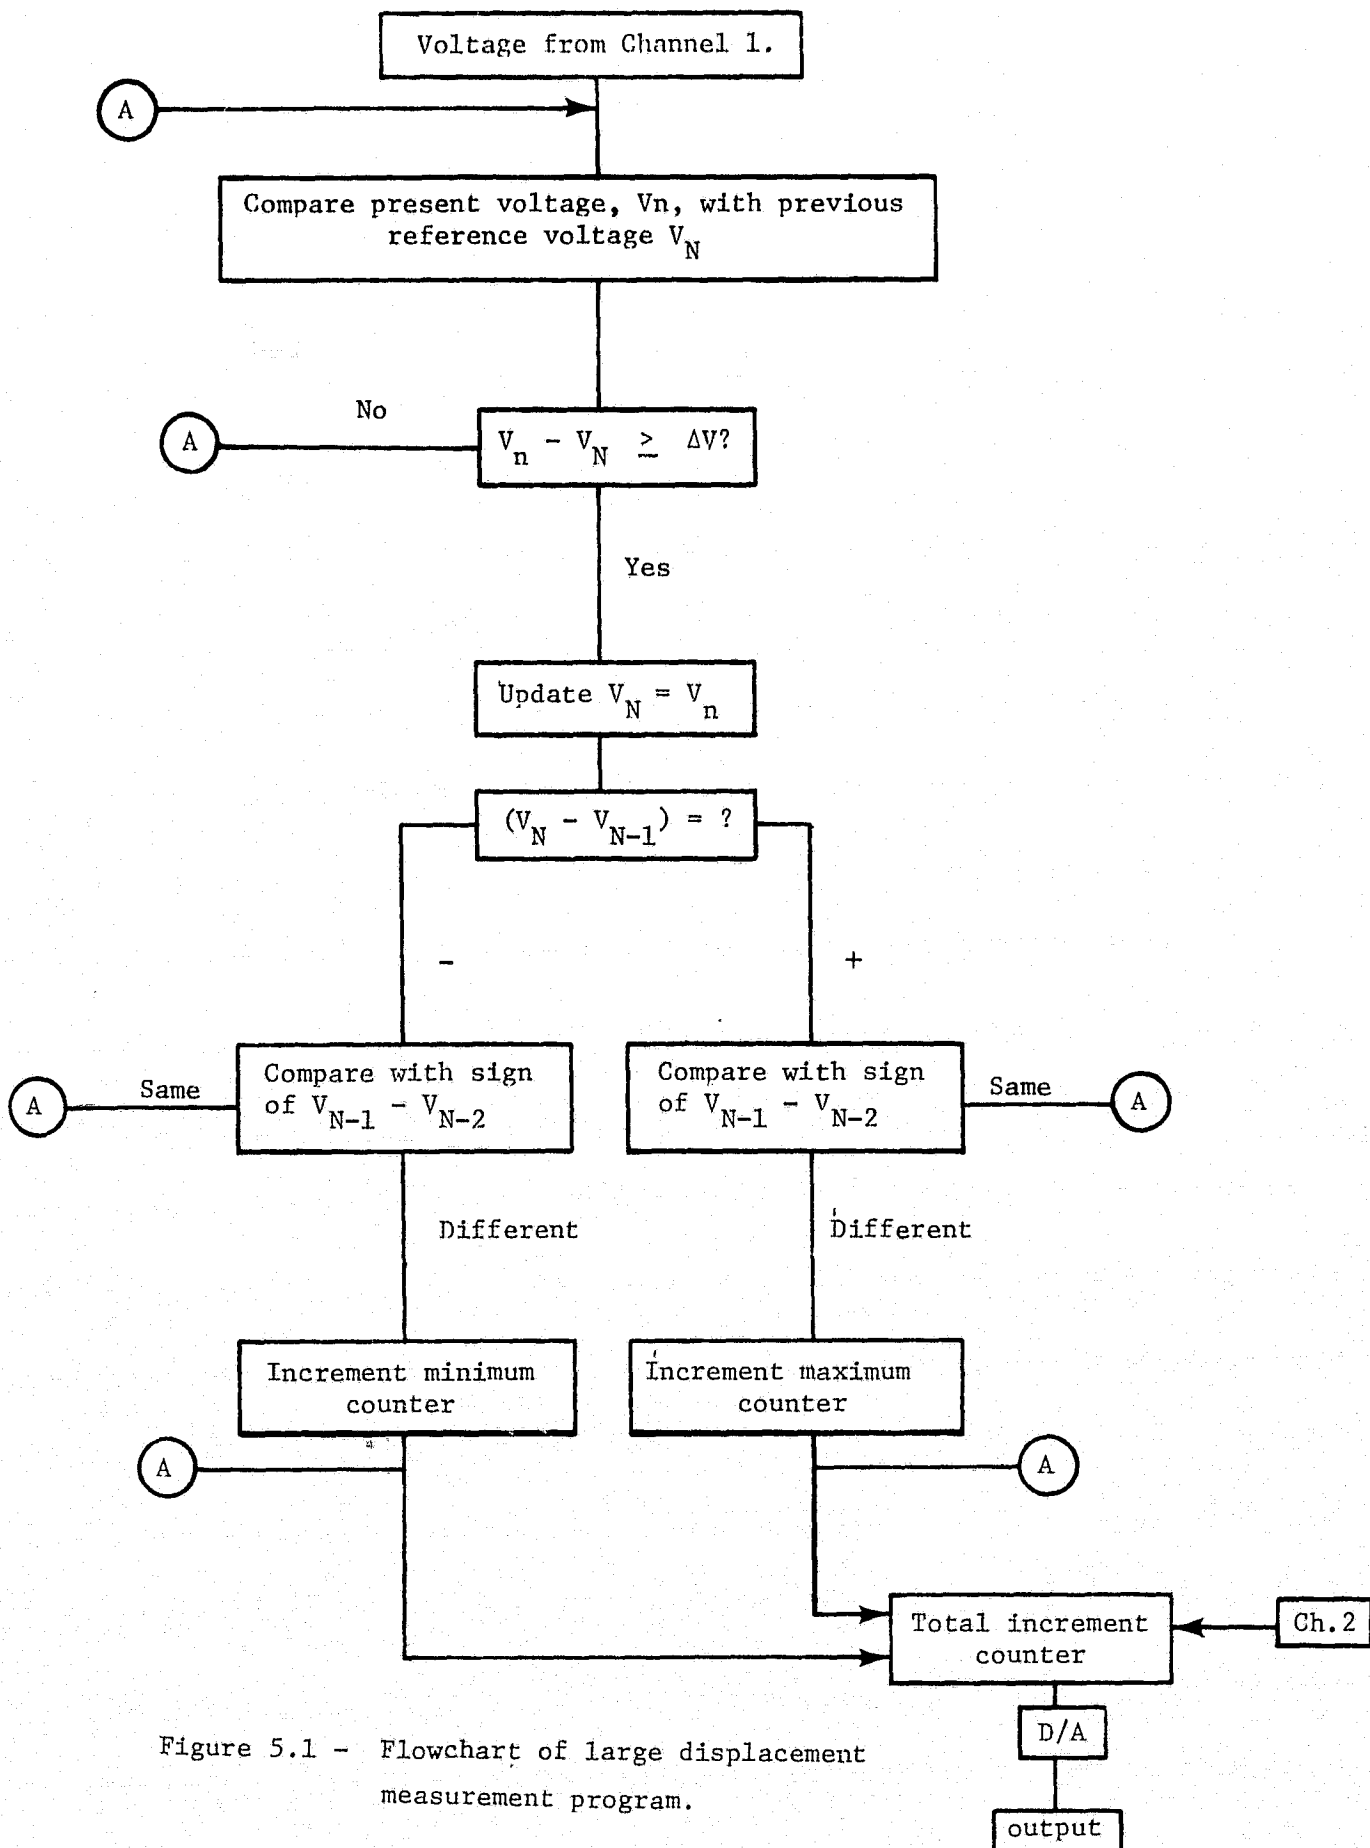 Voltage from Channel 1.
A
Compare present voltage, Vn, with previous
reference voltage V_N
No
A
V_n - V_N ≥ ΔV?
Yes
Update V_N = V_n
(V_N - V_N-1) = ?
-
+
A
Same
Compare with sign
of V_N-1 - V_N-2
Compare with sign
of V_N-1 - V_N-2
Same
A
Different
Different
Increment minimum
counter
Increment maximum
counter
A
A
Total increment
counter
Ch.2
D/A
output
Figure 5.1 - Flowchart of large displacement
measurement program.